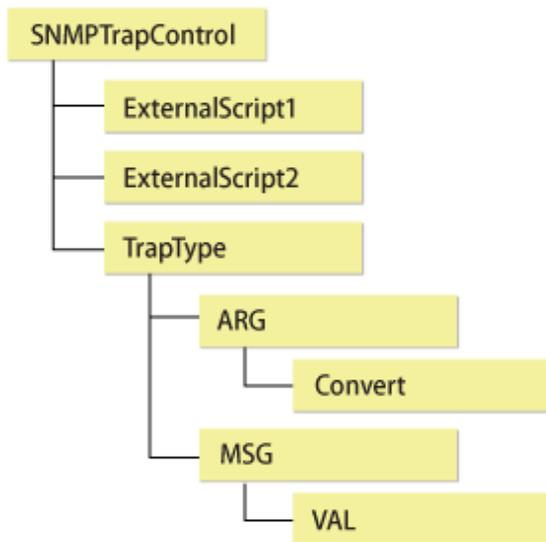 SNMPTrapControl
ExternalScript1
ExternalScript2
TrapType
ARG
Convert
MSG
VAL